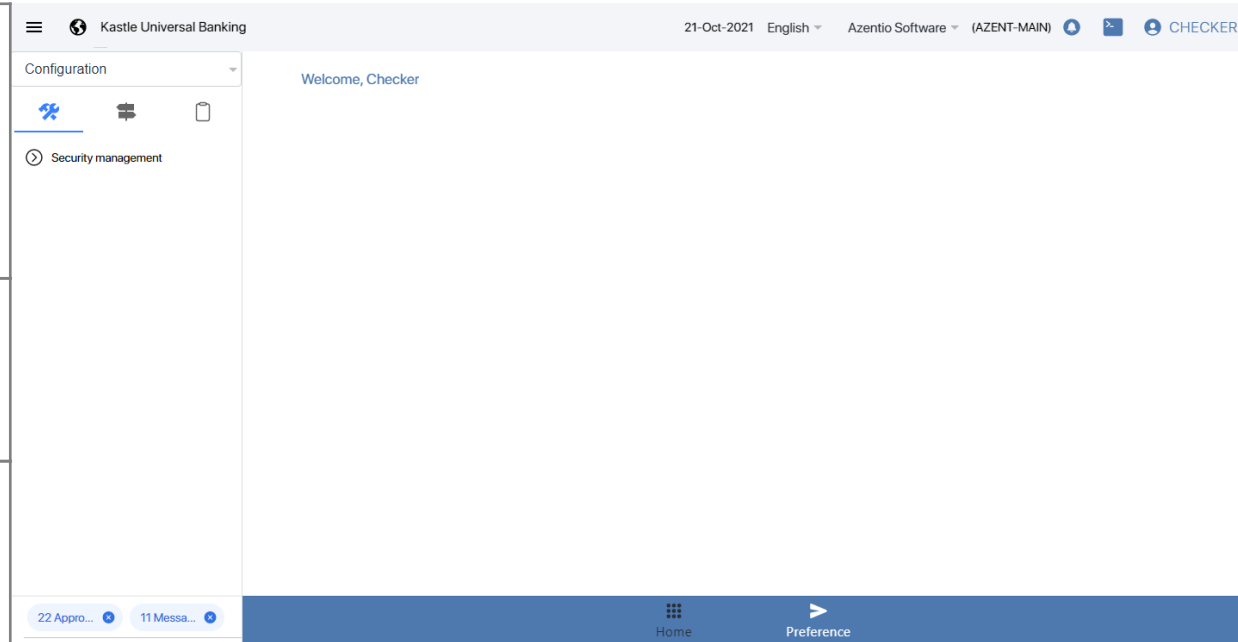 Kastle Universal Banking 21-Oct-2021 English Azentio Software (AZENT-MAIN) CHECKER
Configuration
Welcome, Checker
Security management
22 Appro... 11 Messa...
Home Preference